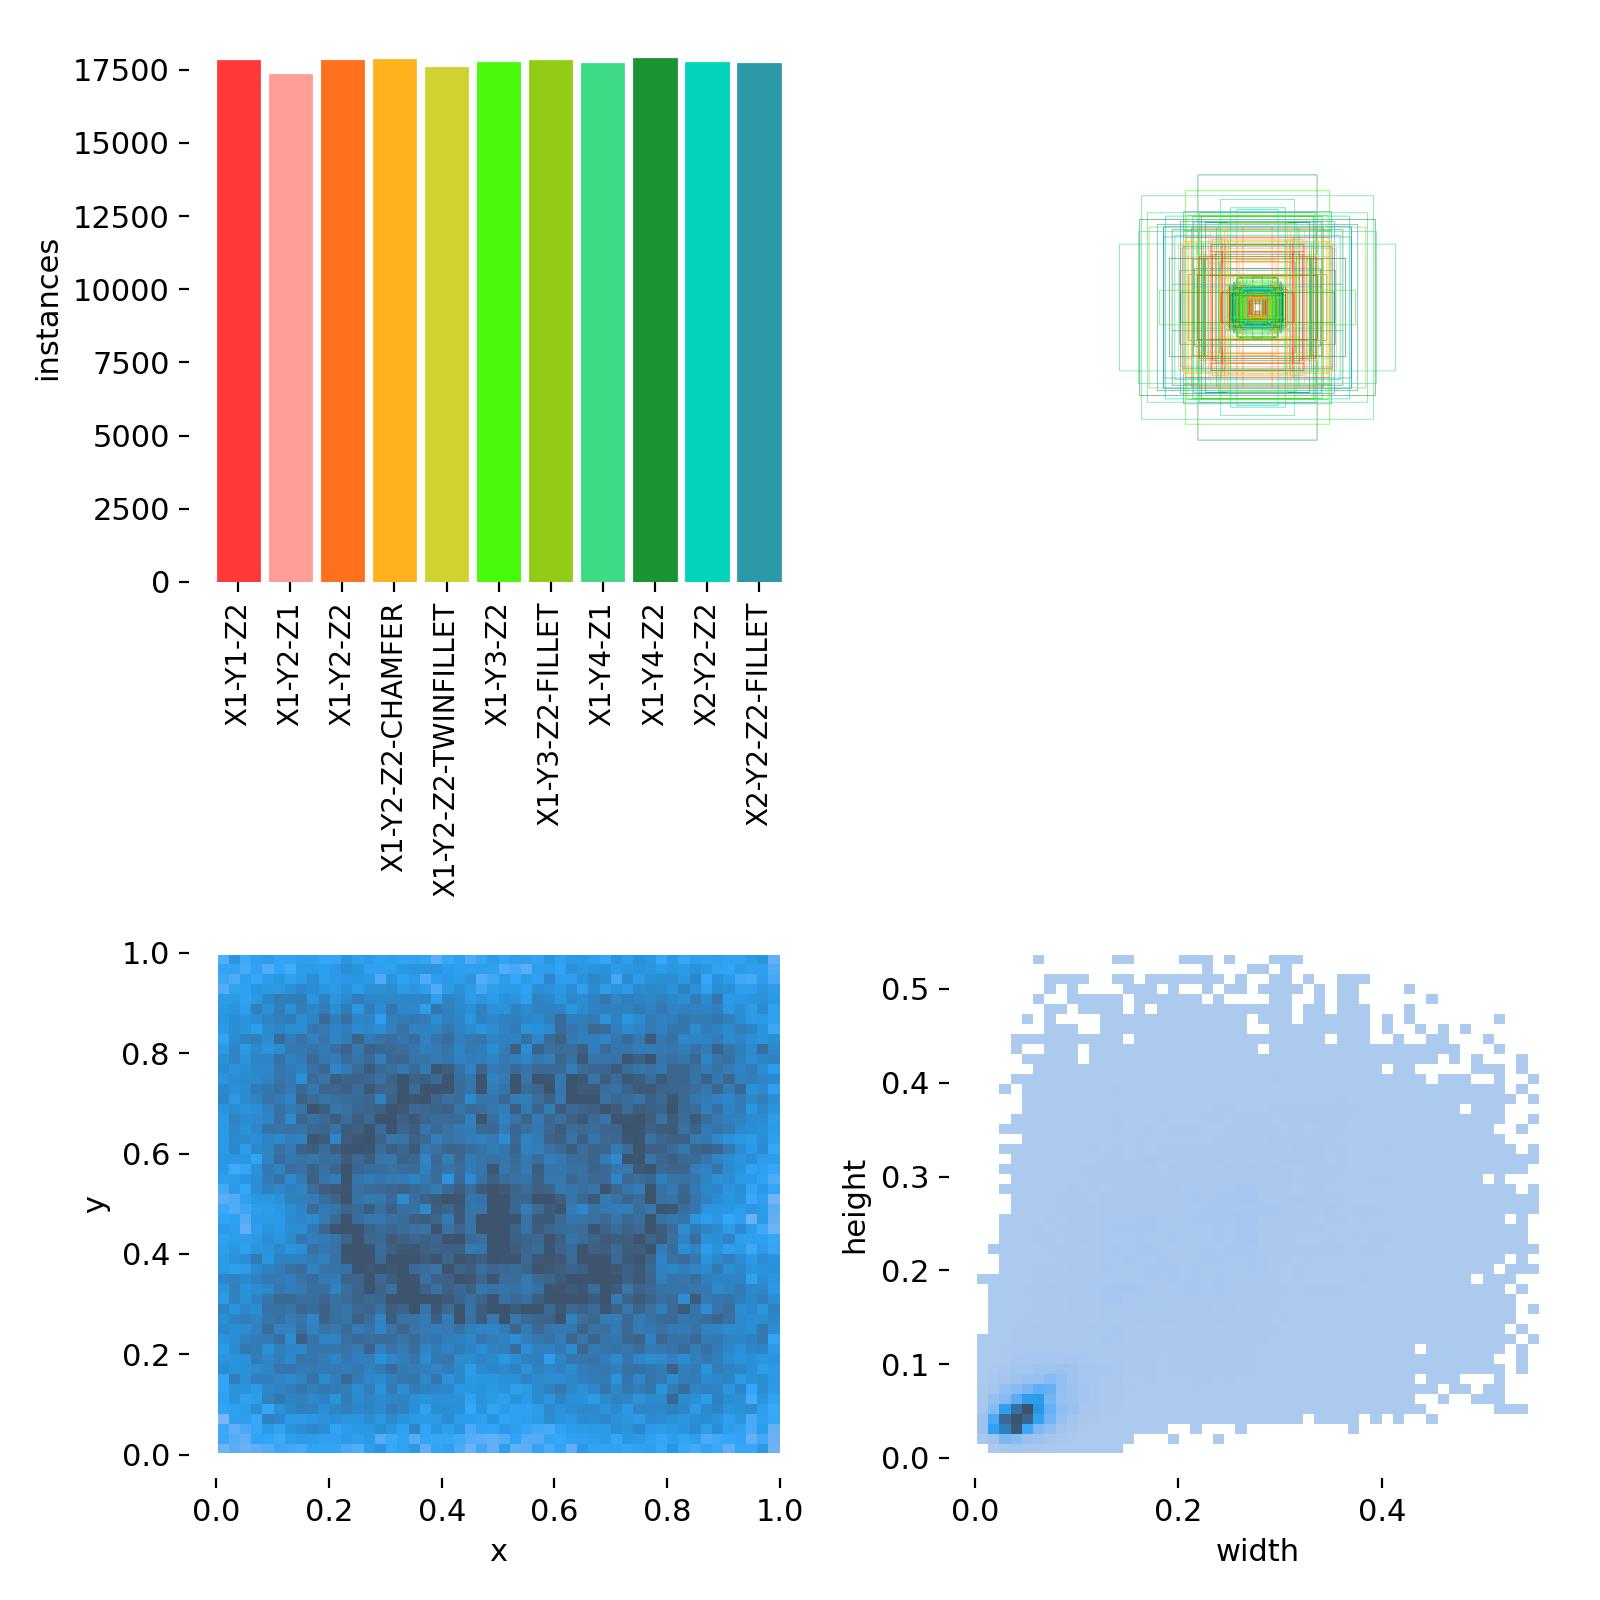 17500
15000
12500
10000
7500
5000
2500
0
instances
X1-Y1-Z2
X1-Y2-Z1
X1-Y2-Z2
X1-Y2-Z2-CHAMFER
X1-Y2-Z2-TWINFILLET
X1-Y3-Z2
X1-Y3-Z2-FILLET
X1-Y4-Z1
X1-Y4-Z2
X2-Y2-Z2
X2-Y2-Z2-FILLET
1.0
0.8
0.6
0.4
0.2
0.0
y
0.0 0.2 0.4 0.6 0.8 1.0
x
0.5
0.4
0.3
0.2
0.1
0.0
height
0.0 0.2 0.4
width